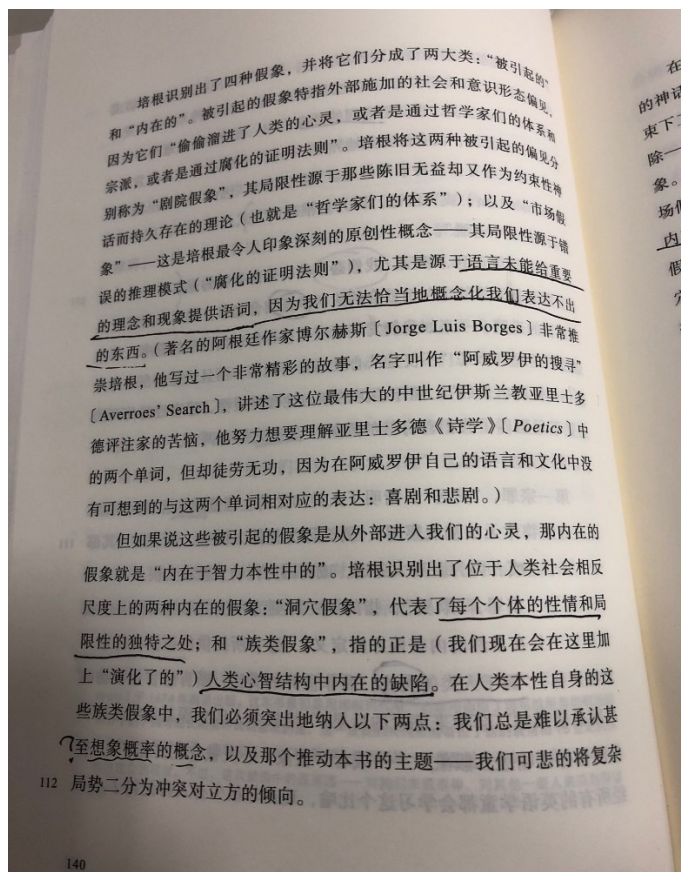 培根识别出了四种假象，并将它们分成了两大类：“被引起的”
和“内在的”。被引起的假象特指外部施加的社会和意识形态偏见，
因为它们“偷偷溜进了人类的心灵，或者是通过哲学家们的体系和
宗派，或者是通过腐化的证明法则”。培根将这两种被引起的偏见分
别称为“剧院假象”，其局限性源于那些陈旧无益却又作为约束性神
话而持久存在的理论（也就是“哲学家们的体系”）；以及“市场假
象”——这是培根最令人印象深刻的原创性概念——其局限性源于错
误的推理模式（“腐化的证明法则”），尤其是源于语言未能给重要
的理念和现象提供语词，因为我们无法恰当地概念化我们表达不出
的东西。（著名的阿根廷作家博尔赫斯〔Jorge Luis Borges〕非常推
崇培根，他写过一个非常精彩的故事，名字叫作“阿威罗伊的搜寻”
〔Averroes' Search〕，讲述了这位最伟大的中世纪伊斯兰教亚里士多
德评注家的苦恼，他努力想要理解亚里士多德《诗学》〔Poetics〕中
的两个单词，但却徒劳无功，因为在阿威罗伊自己的语言和文化中没
有可想到的与这两个单词相对应的表达：喜剧和悲剧。）
但如果说这些被引起的假象是从外部进入我们的心灵，那内在的
假象就是“内在于智力本性中的”。培根识别出了位于人类社会相反
尺度上的两种内在的假象：“洞穴假象”，代表了每个个体的性情和局
限性的独特之处；和“族类假象”，指的正是（我们现在会在这里加
上“演化了的”）人类心智结构中内在的缺陷。在人类本性自身的这
些族类假象中，我们必须突出地纳入以下两点：我们总是难以承认甚
?至想象概率的概念，以及那个推动本书的主题——我们可悲的将复杂
112 局势二分为冲突对立方的倾向。
140
在
的神话
束下
除一
象。
场
内
假